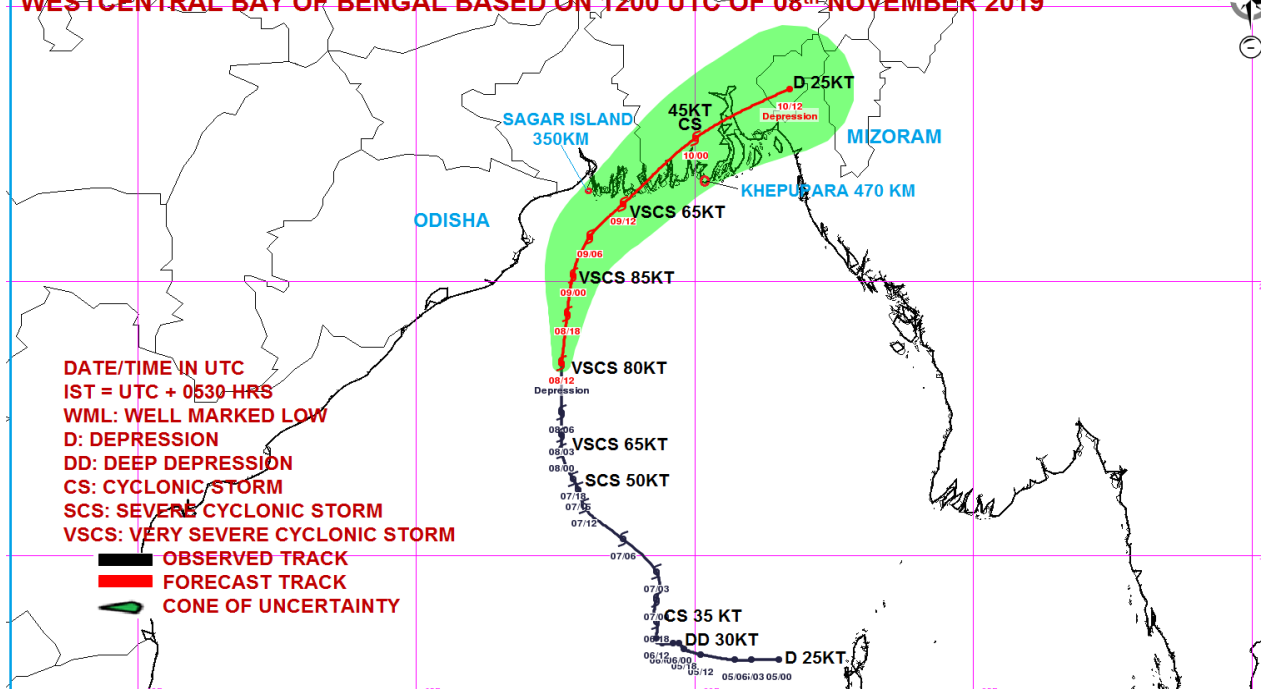 WESTCENTRAL BAY OF BENGAL BASED ON 1200 UTC OF 08th NOVEMBER 2019
D 25KT
10/12
Depression
45KT
CS
10/00
SAGAR ISLAND
350KM
MIZORAM
KHEPUPARA 470 KM
ODISHA
VSCS 65KT
09/12
09/06
VSCS 85KT
09/00
08/18
VSCS 80KT
08/12
Depression
08/06
VSCS 65KT
08/03
08/00
SCS 50KT
07/18
07/12
07/06
07/03
CS 35 KT
06/18
DD 30KT
06/12
05/18
05/12
D 25KT
05/00
DATE/TIME IN UTC
IST = UTC + 0530 HRS
WML: WELL MARKED LOW
D: DEPRESSION
DD: DEEP DEPRESSION
CS: CYCLONIC STORM
SCS: SEVERE CYCLONIC STORM
VSCS: VERY SEVERE CYCLONIC STORM
OBSERVED TRACK
FORECAST TRACK
CONE OF UNCERTAINTY